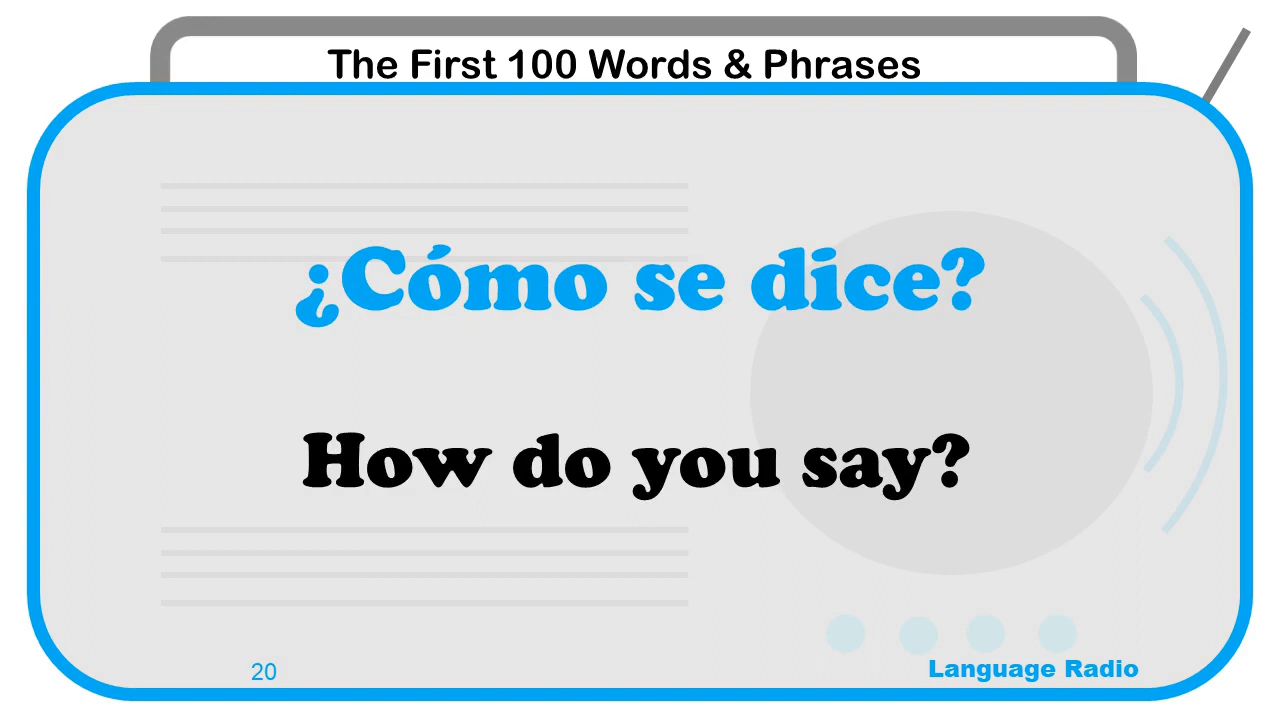 The First 100 Words & Phrases
¿Cómo se dice?
How do you say?
20
Language Radio